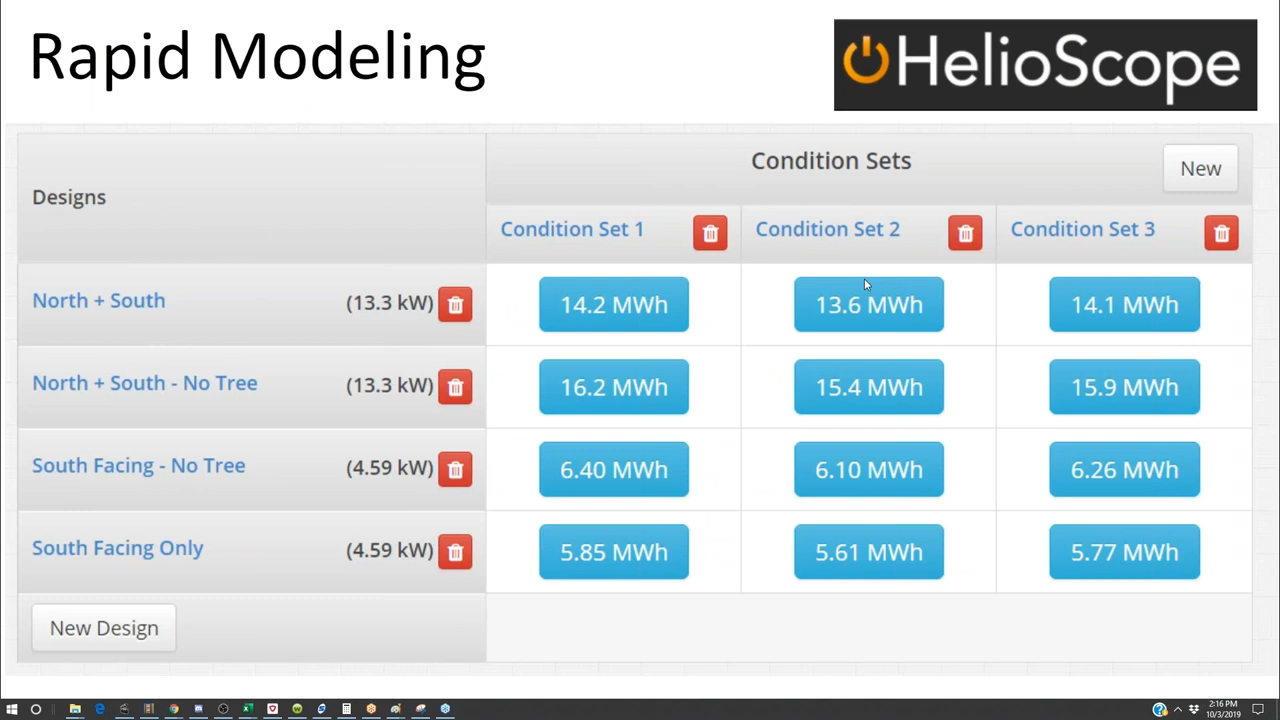 Rapid Modeling
HelioScope
Designs
Condition Sets
New
Condition Set 1
Condition Set 2
Condition Set 3
North + South (13.3 kW) 14.2 MWh 13.6 MWh 14.1 MWh
North + South - No Tree (13.3 kW) 16.2 MWh 15.4 MWh 15.9 MWh
South Facing - No Tree (4.59 kW) 6.40 MWh 6.10 MWh 6.26 MWh
South Facing Only (4.59 kW) 5.85 MWh 5.61 MWh 5.77 MWh
New Design
2:16 PM
10/3/2019